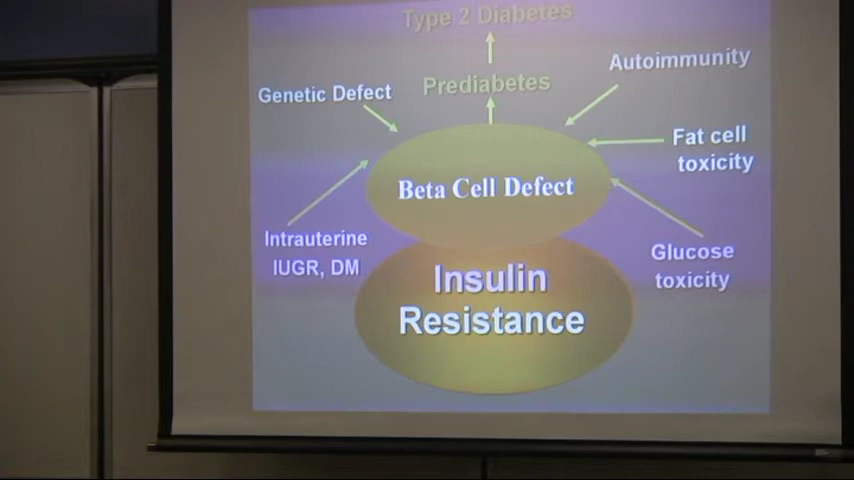 Type 2 Diabetes
Prediabetes
Genetic Defect
Autoimmunity
Fat cell
toxicity
Beta Cell Defect
Intrauterine
IUGR, DM
Glucose
toxicity
Insulin
Resistance